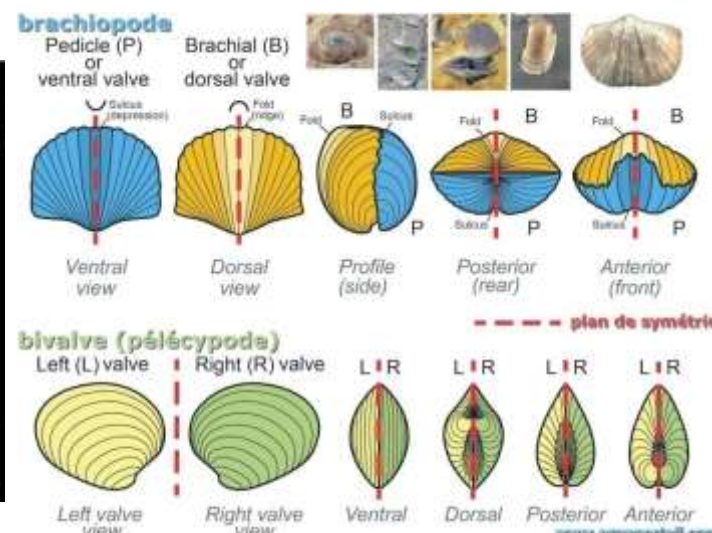 brachiopode
Pedicle (P)
or
ventral valve
Brachial (B)
or
dorsal valve
Sulcus
(depression)
Fold
(ridge)
Fold
B
Sulcus
P
Fold
B
Sulcus
P
Fold
B
Sulcus
P
Ventral
view
Dorsal
view
Profile
(side)
Posterior
(rear)
Anterior
(front)
plan de symétrie
bivalve (pélécypode)
Left (L) valve
Right (R) valve
L R
L R
L R
L R
Left valve
view
Right valve
view
Ventral
Dorsal
Posterior
Anterior